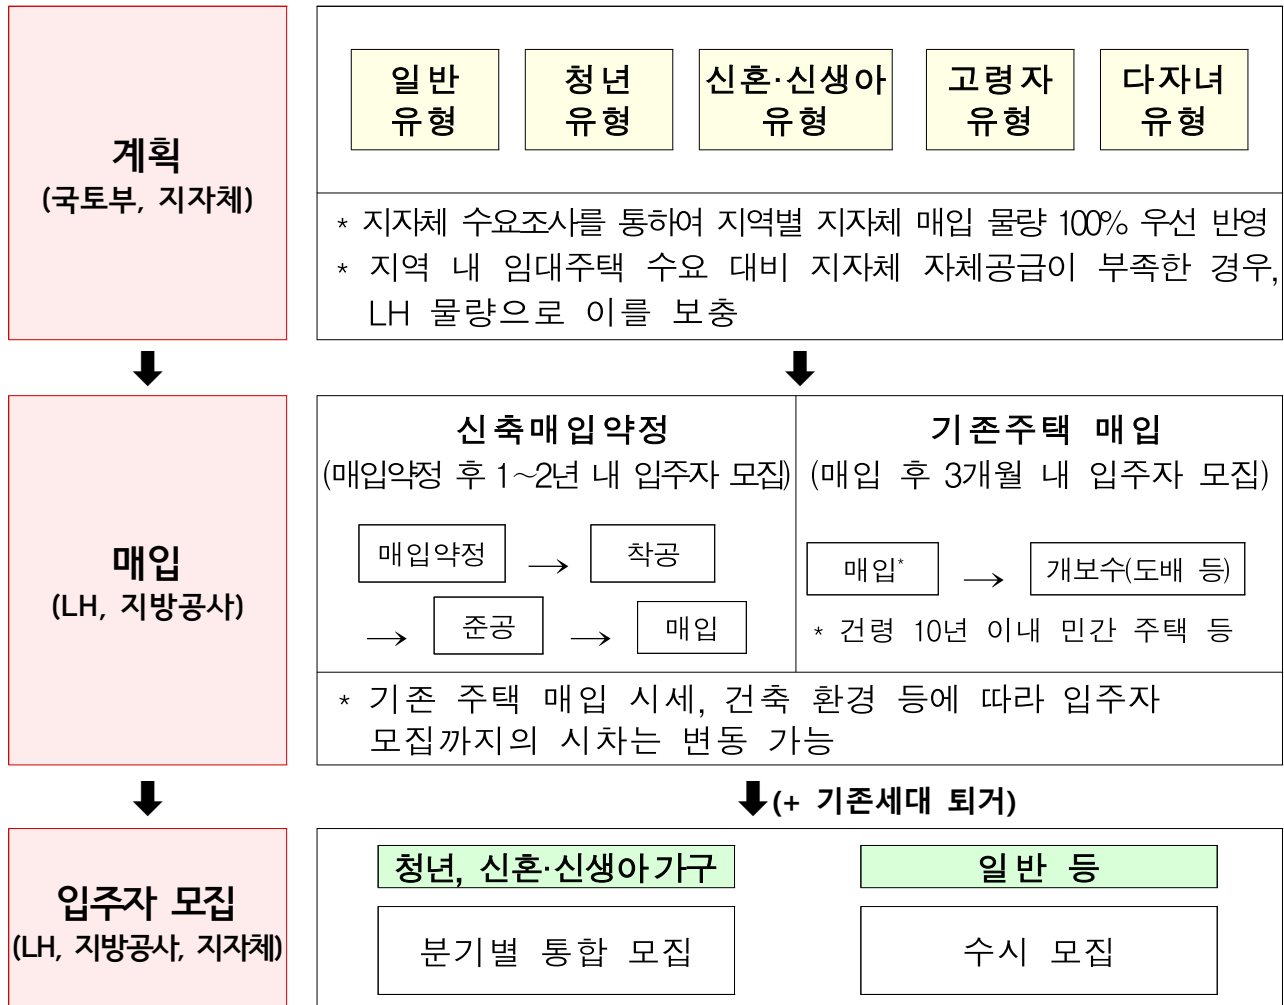 계획
(국토부, 지자체)
일반
유형
청년
유형
신혼·신생아
유형
고령자
유형
다자녀
유형
* 지자체 수요조사를 통하여 지역별 지자체 매입 물량 100% 우선 반영
* 지역 내 임대주택 수요 대비 지자체 자체공급이 부족한 경우,
LH 물량으로 이를 보충
매입
(LH, 지방공사)
신축매입약정
(매입약정 후 1~2년 내 입주자 모집)
매입약정 → 착공
→ 준공 → 매입
기존주택 매입
(매입 후 3개월 내 입주자 모집)
매입* → 개보수(도배 등)
* 건령 10년 이내 민간 주택 등
* 기존 주택 매입 시세, 건축 환경 등에 따라 입주자
모집까지의 시차는 변동 가능
(+ 기존세대 퇴거)
입주자 모집
(LH, 지방공사, 지자체)
청년, 신혼·신생아 가구
분기별 통합 모집
일반 등
수시 모집